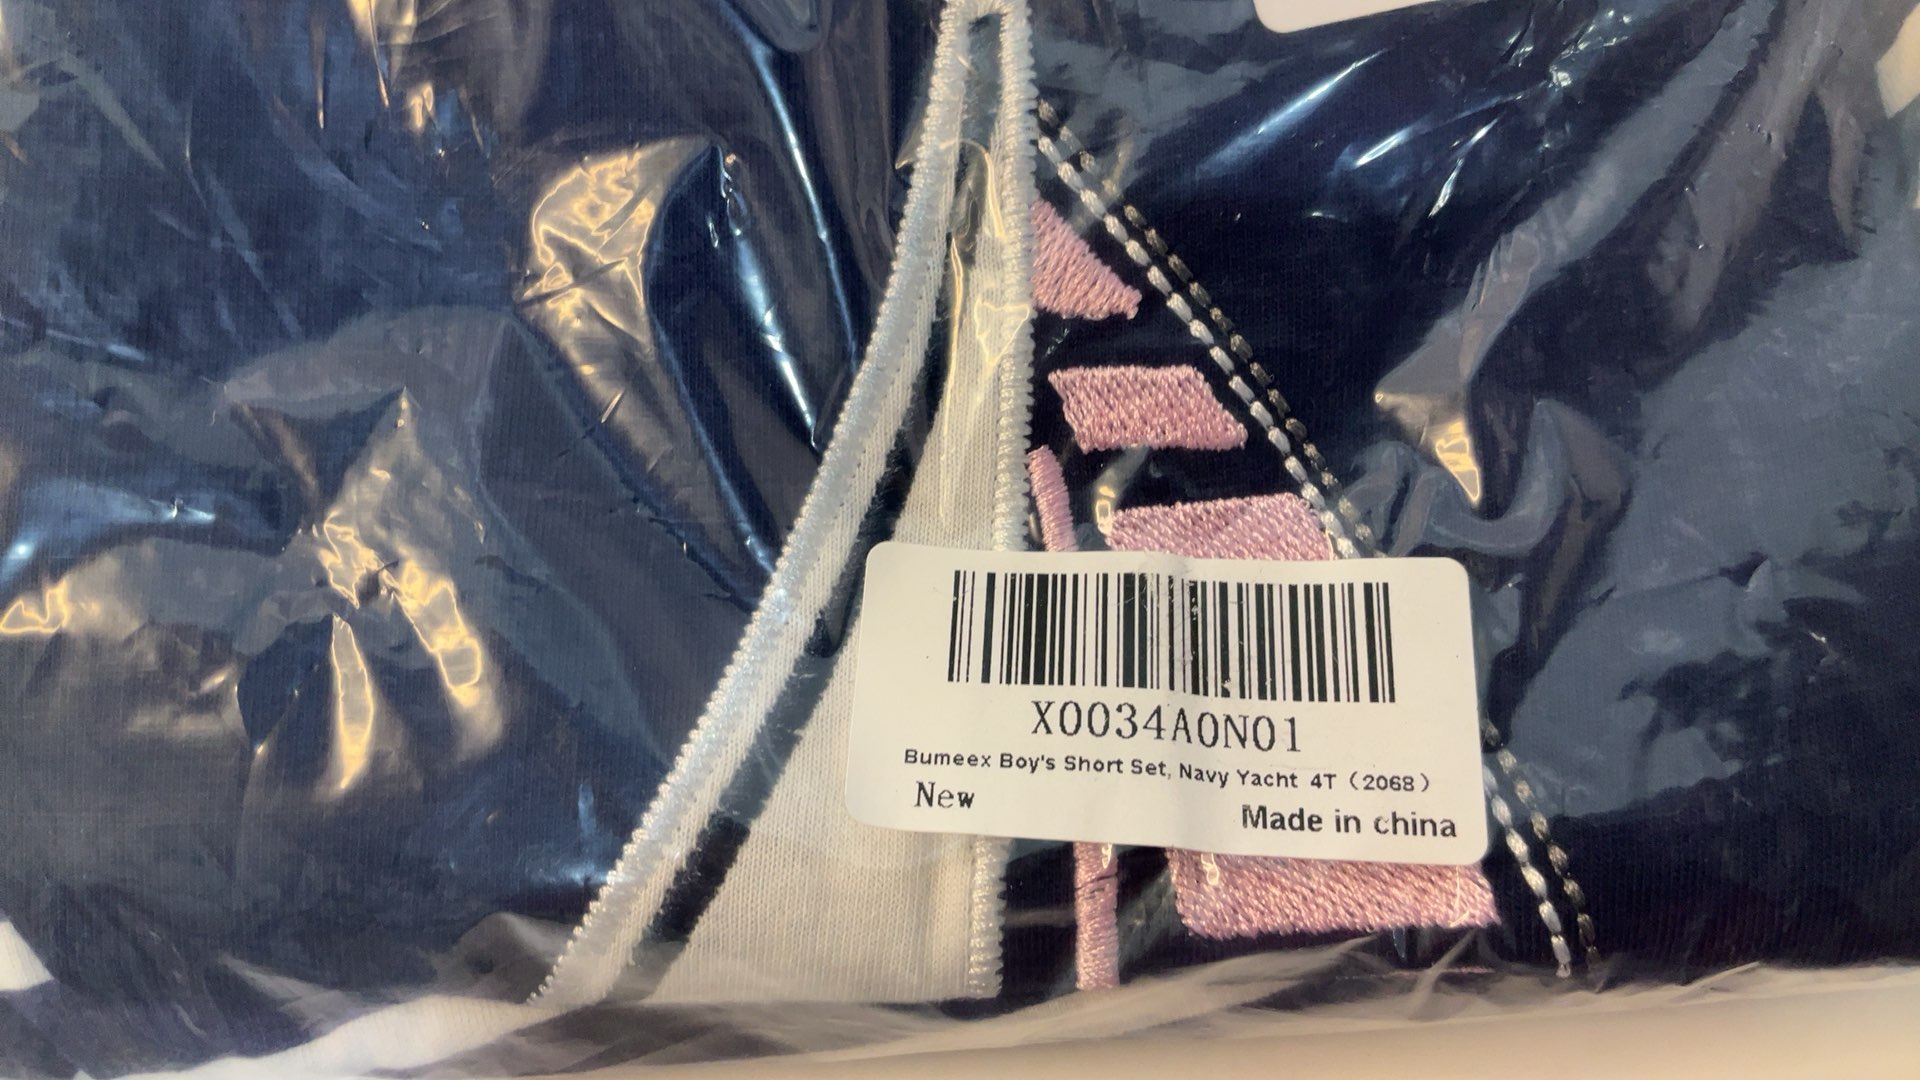 X0034A0N01
Bumeex Boy's Short Set, Navy Yacht 4T（2068）
New
Made in china